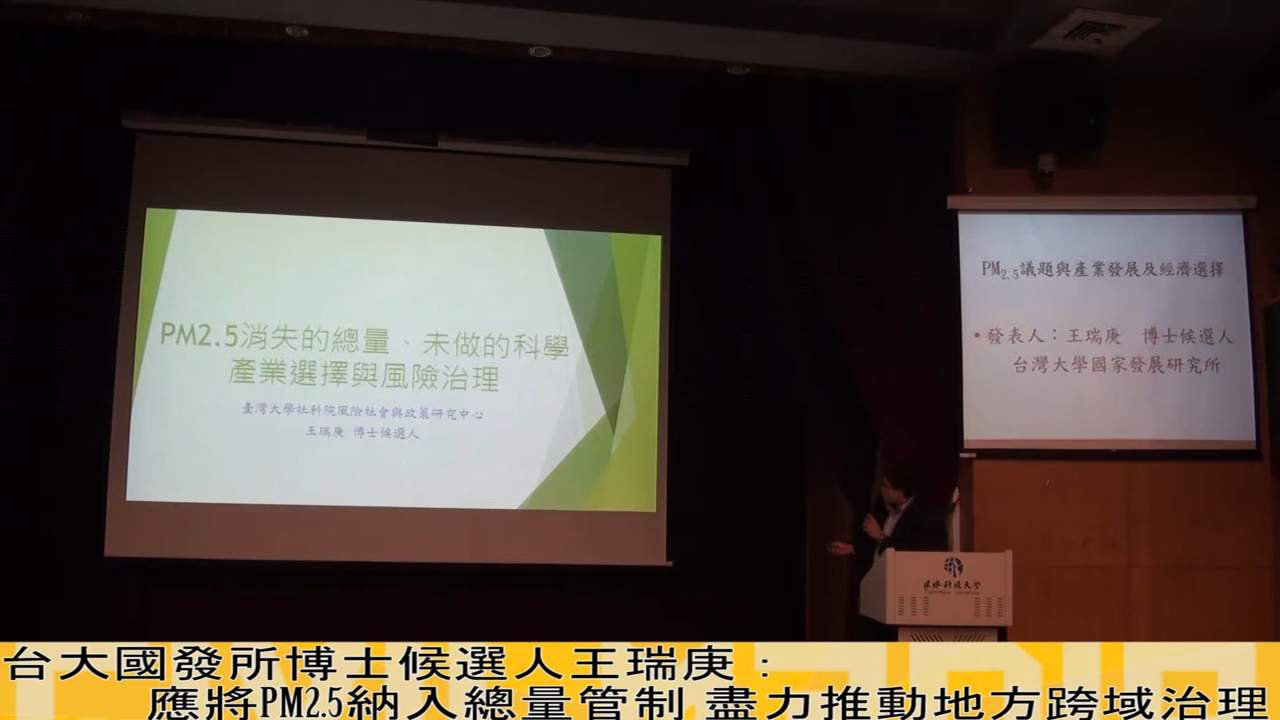 PM2.5消失的總量、未做的科學
產業選擇與風險治理
臺灣大學社科院風險社會與政策研究中心
王瑞庚 博士候選人
PM2.5議題與產業發展及經濟選擇
• 發表人：王瑞庚 博士候選人
台灣大學國家發展研究所
環球科技大學
台大國發所博士候選人王瑞庚：
應將PM2.5納入總量管制 盡力推動地方跨域治理